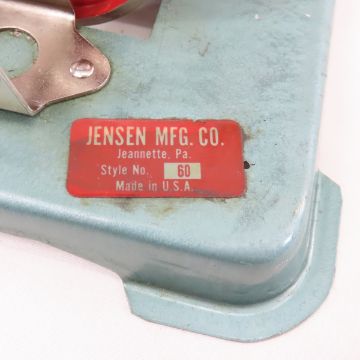 JENSEN MFG. CO.
Jeannette, Pa.
Style No. 60
Made in U.S.A.